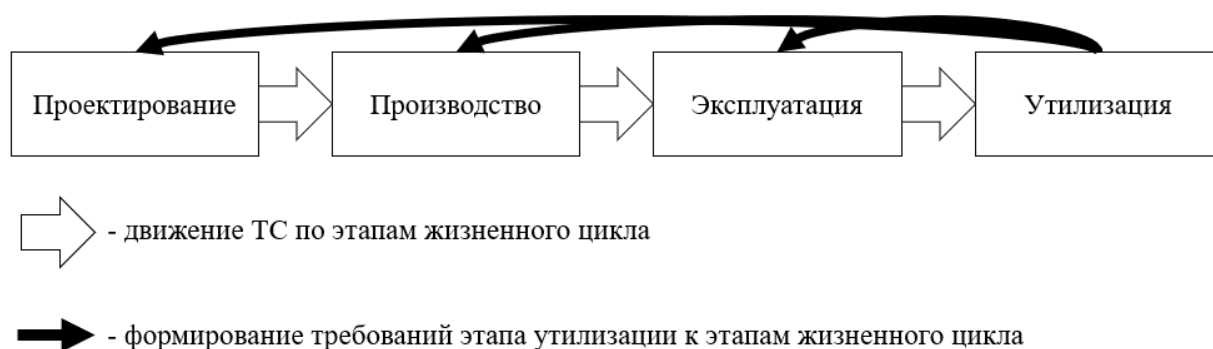 Проектирование
Производство
Эксплуатация
Утилизация
- движение ТС по этапам жизненного цикла
- формирование требований этапа утилизации к этапам жизненного цикла